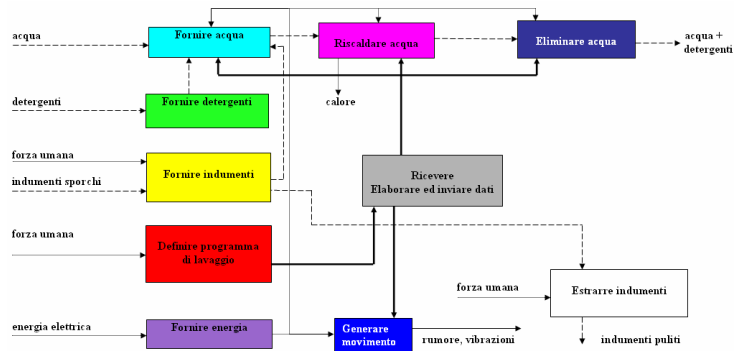 acqua
Fornire acqua
Riscaldare acqua
Eliminare acqua
acqua +
detergenti
detergenti
Fornire detergenti
calore
forza umana
indumenti sporchi
Fornire indumenti
Ricevere
Elaborare ed inviare dati
forza umana
Definire programma
di lavaggio
forza umana
Estrarre indumenti
energia elettrica
Fornire energia
Generare
movimento
rumore, vibrazioni
indumenti puliti